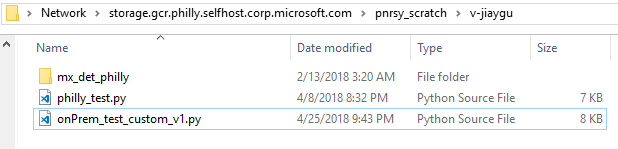 Network > storage.gcr.philly.selfhost.corp.microsoft.com > pnrsy_scratch > v-jiaygu
Name Date modified Type Size
mx_det_philly 2/13/2018 3:20 AM File folder
philly_test.py 4/8/2018 8:32 PM Python Source File 7 KB
onPrem_test_custom_v1.py 4/25/2018 9:43 PM Python Source File 8 KB